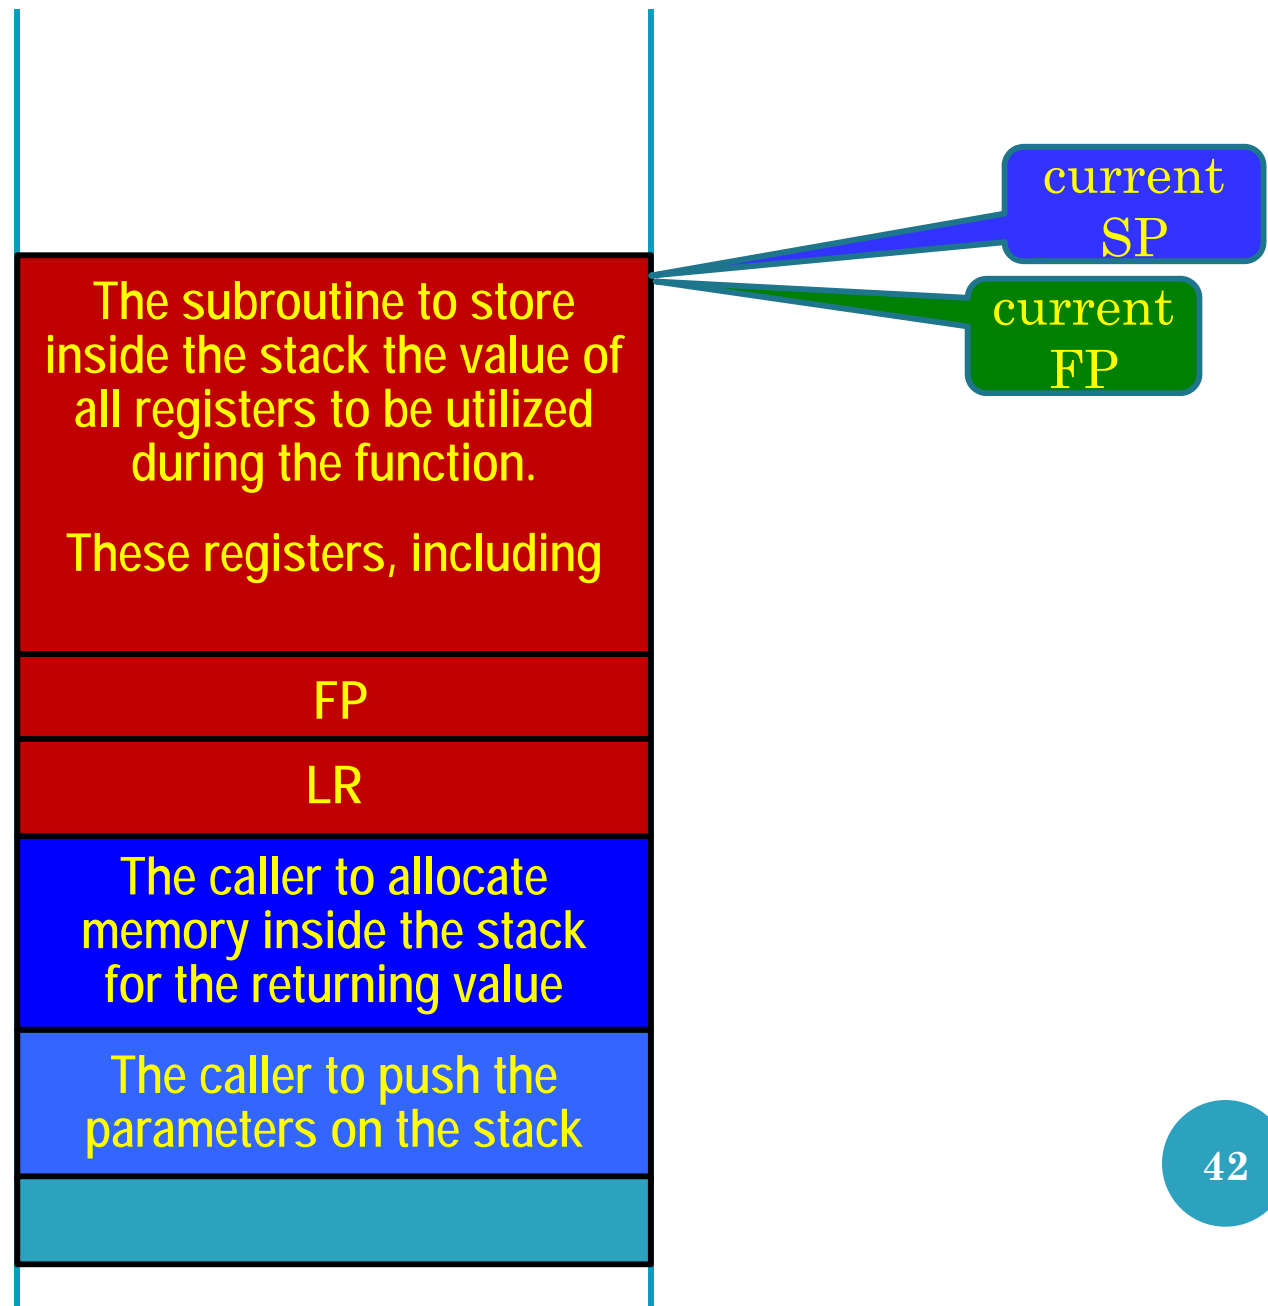 current
SP
current
FP
The subroutine to store
inside the stack the value of
all registers to be utilized
during the function.
These registers, including
FP
LR
The caller to allocate
memory inside the stack
for the returning value
The caller to push the
parameters on the stack
42